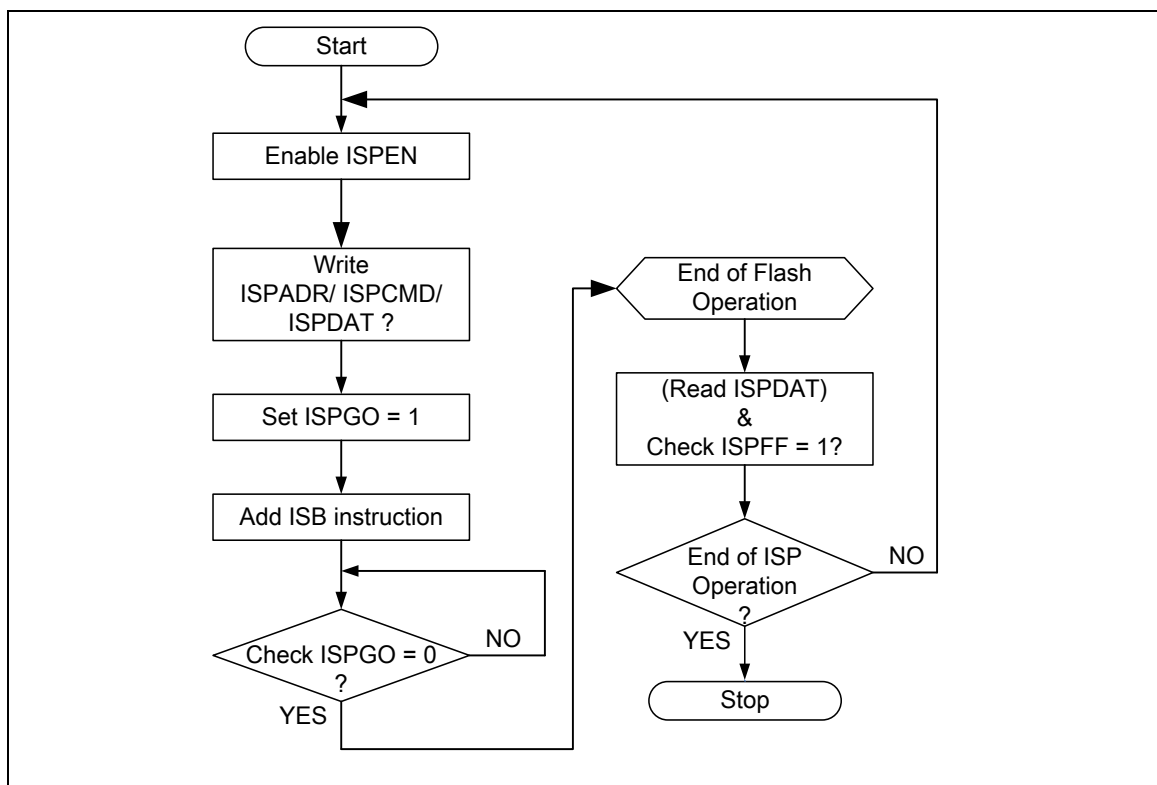 Start
Enable ISPEN
Write
ISPADR/ ISPCMD/
ISPDAT ?
Set ISPGO = 1
Add ISB instruction
Check ISPGO = 0
?
NO
YES
End of Flash
Operation
(Read ISPDAT)
&
Check ISPFF = 1?
End of ISP
Operation
?
NO
YES
Stop